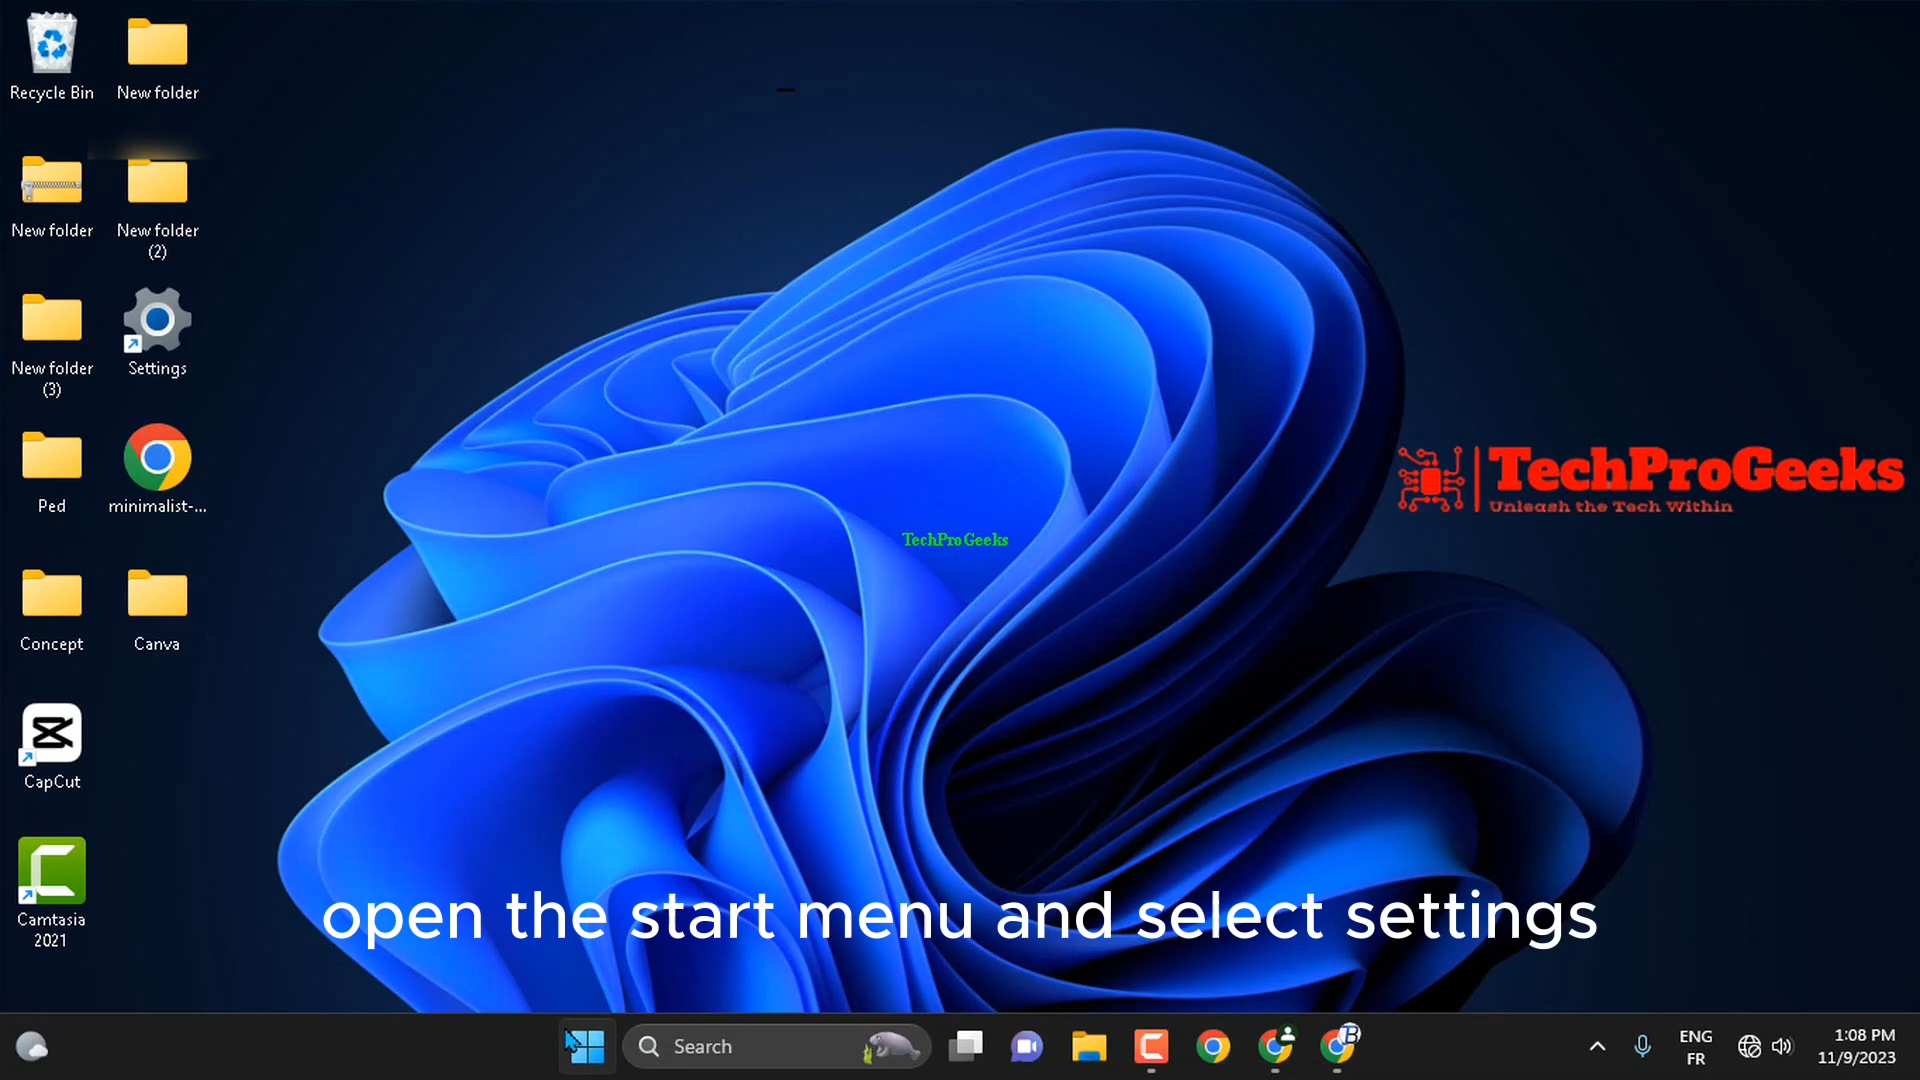 Recycle Bin
New folder
New folder
New folder
(2)
New folder
(3)
Settings
Ped
minimalist-...
Concept
Canva
CapCut
Camtasia
2021
TechProGeeks
Unleash the Tech Within
TechProGeeks
open the start menu and select settings
Search
ENG
FR
1:08 PM
11/9/2023